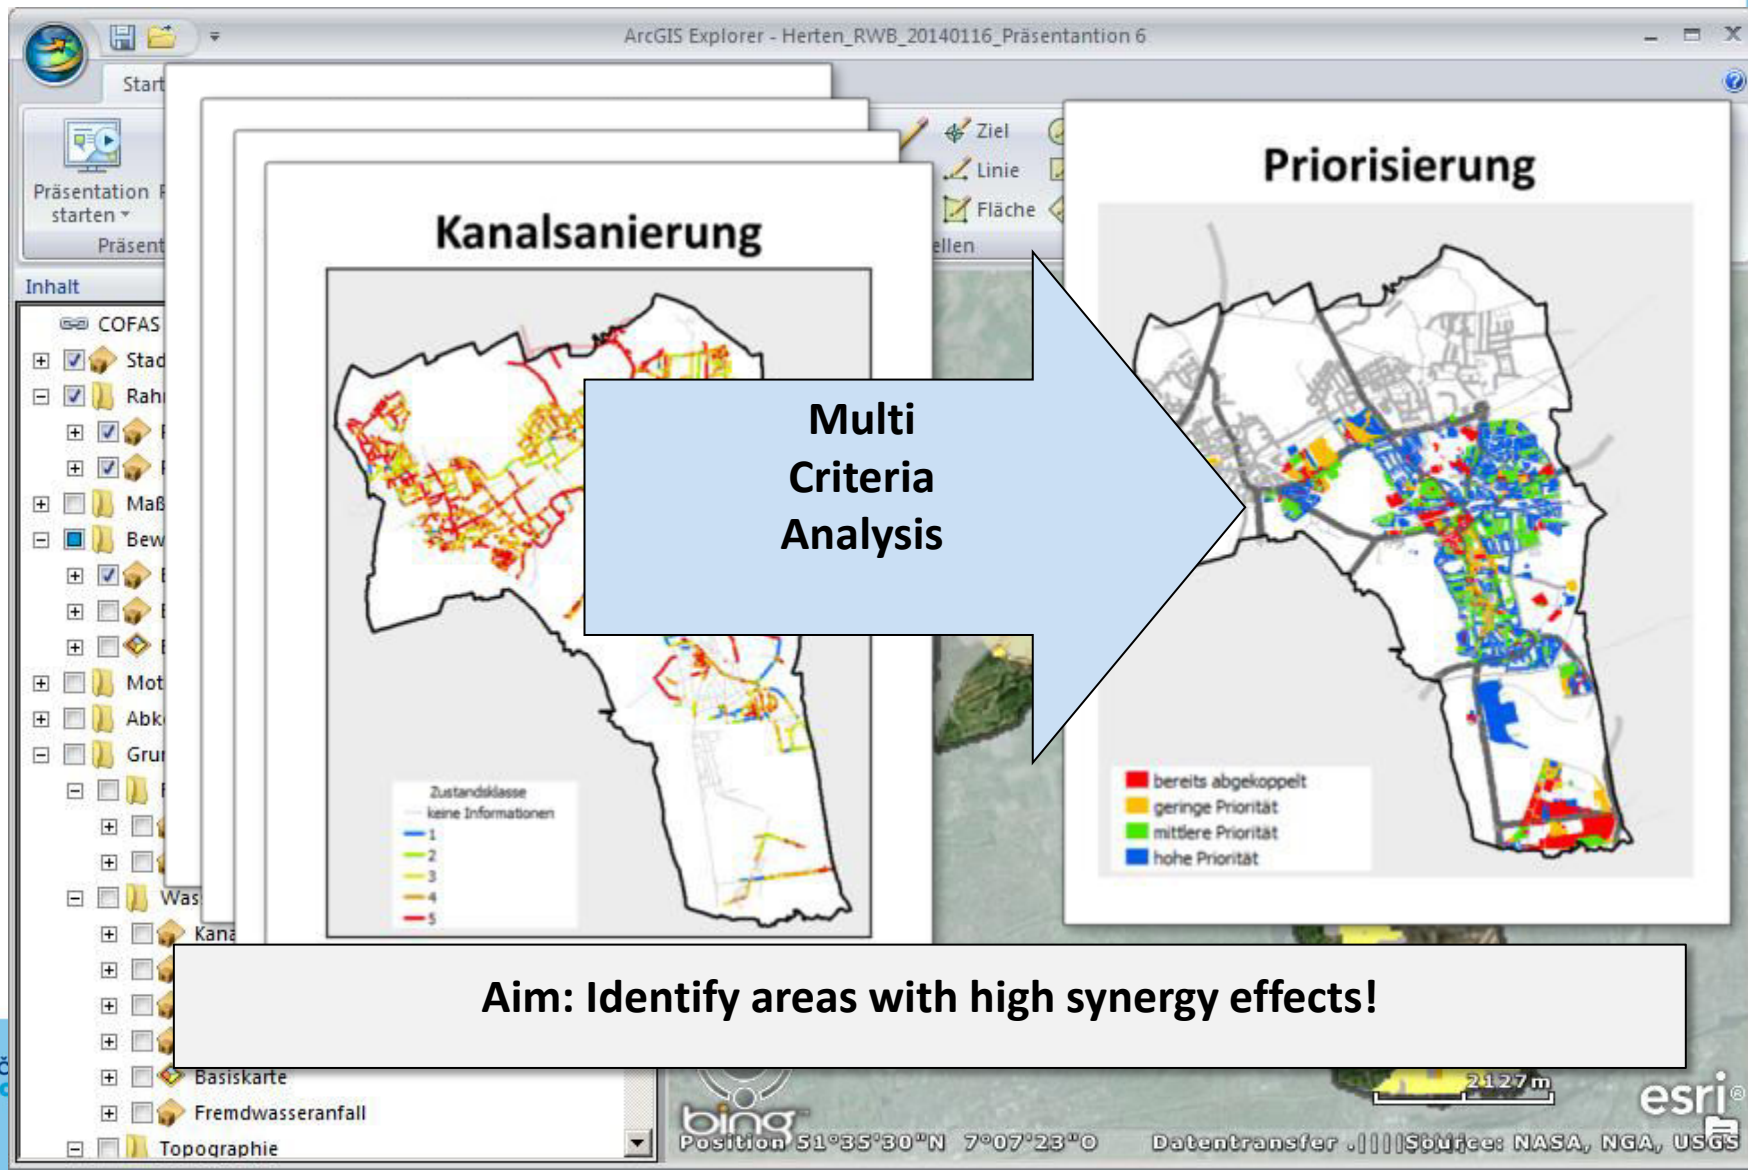 ArcGIS Explorer - Herten_RWB_20140116_Präsentantion 6
Start
Präsentation
starten
Präsent
Ziel
Linie
Fläche
ellen
Inhalt
COFAS
Stad
Rahr
Maß
Bew
Mot
Abk
Grur
Was
Kana
Basiskarte
Fremdwasseranfall
Topographie
Kanalsanierung
Zustandsklasse
keine Informationen
1
2
3
4
5
Multi
Criteria
Analysis
Priorisierung
bereits abgekoppelt
geringe Priorität
mittlere Priorität
hohe Priorität
Aim: Identify areas with high synergy effects!
2127m
esri
bing
Position 51°35'30"N 7°07'23"O Datentransfer Source: NASA, NGA, USGS